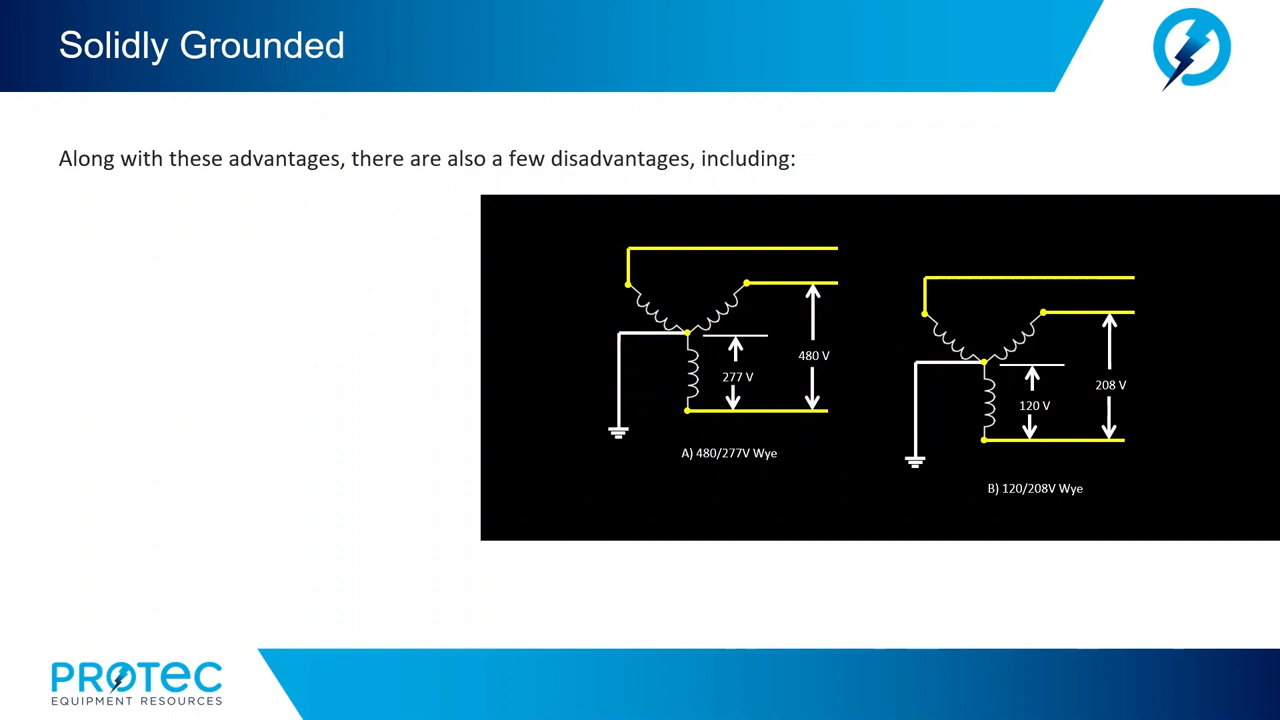 Solidly Grounded
Along with these advantages, there are also a few disadvantages, including:
480 V
277 V
A) 480/277V Wye
208 V
120 V
B) 120/208V Wye
PROTEC
EQUIPMENT RESOURCES